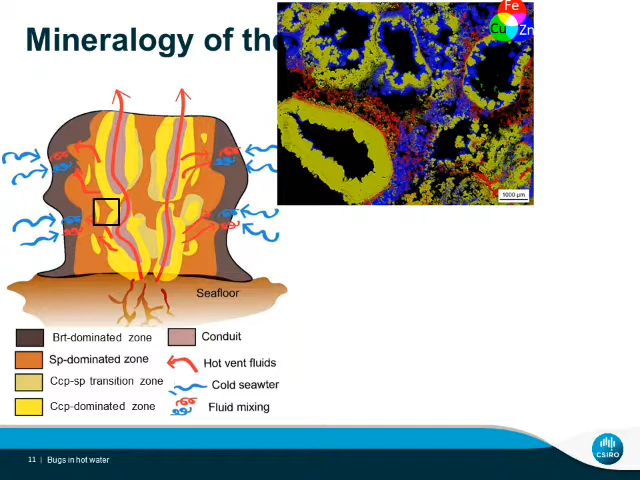 Mineralogy of the
Fe
Cu Zn
1000 µm
Seafloor
Brt-dominated zone
Sp-dominated zone
Ccp-sp transition zone
Ccp-dominated zone
Conduit
Hot vent fluids
Cold seawter
Fluid mixing
11 | Bugs in hot water
CSIRO